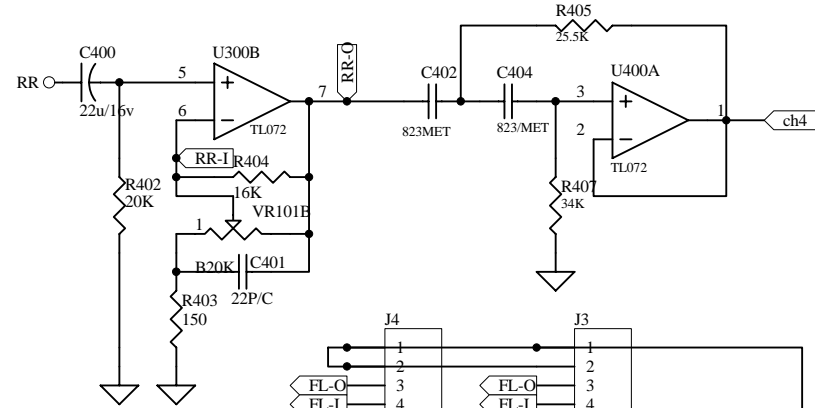 R405
25.5K
C400
U300B
RR-O
C402
C404
U400A
RR
5
7
22u/16v
3
1
ch4
6
823MET
823/MET
2
TL072
RR-I
R404
TL072
R402
20K
16K
R407
34K
VR101B
1
B20K
C401
R403
150
22P/C
J4
J3
1
1
2
2
FL-O
3
FL-O
3
FL-I
4
FL-I
4